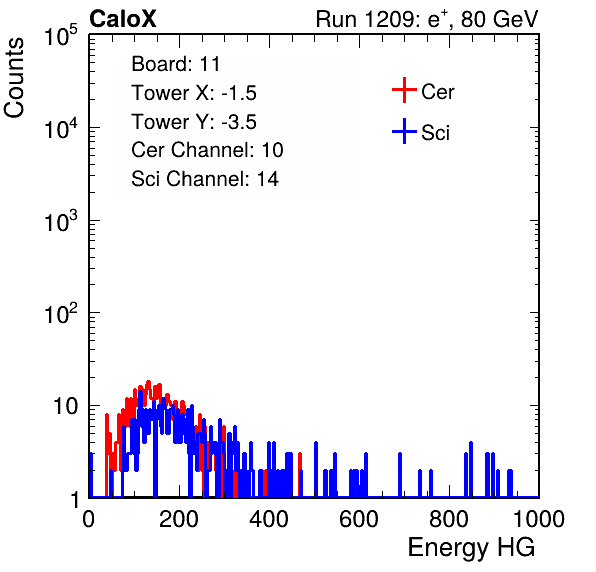 CaloX Run 1209: e⁺, 80 GeV
Counts
Board: 11
Tower X: -1.5
Tower Y: -3.5
Cer Channel: 10
Sci Channel: 14
Cer
Sci
10⁵
10⁴
10³
10²
10
1
0 200 400 600 800 1000
Energy HG